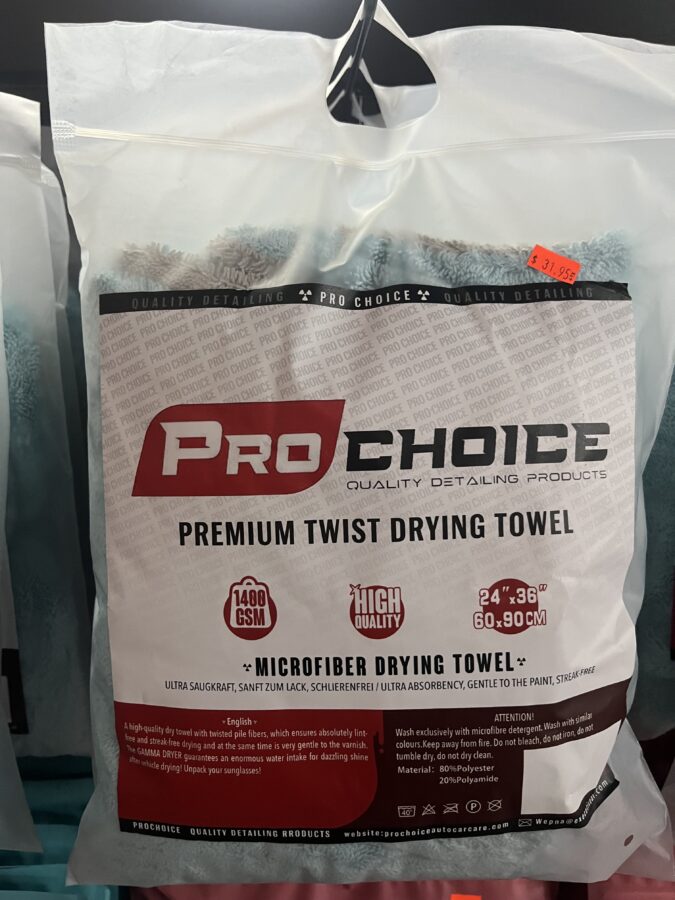 $ 31.95
QUALITY DETAILING PRO CHOICE QUALITY DETAILING
PRO CHOICE
QUALITY DETAILING PRODUCTS
PREMIUM TWIST DRYING TOWEL
1400
GSM
HIGH
QUALITY
24"x36"
60x90CM
MICROFIBER DRYING TOWEL
ULTRA SAUGKRAFT, SANFT ZUM LACK, SCHLIERENFREI / ULTRA ABSORBENCY, GENTLE TO THE PAINT, STREAK-FREE
English
A high-quality dry towel with twisted pile fibers, which ensures absolutely lint-
free and streak-free drying and at the same time is very gentle to the varnish.
The GAMMA DRYER guarantees an enormous water intake for dazzling shine
after vehicle drying! Unpack your sunglasses!
ATTENTION!
Wash exclusively with microfibre detergent. Wash with similar
colours.Keep away from fire. Do not bleach, do not iron, do not
tumble dry, do not dry clean.
Material: 80%Polyester
20%Polyamide
40°
P
PROCHOICE QUALITY DETAILING RRODUCTS website:prochoiceautocarcare.com